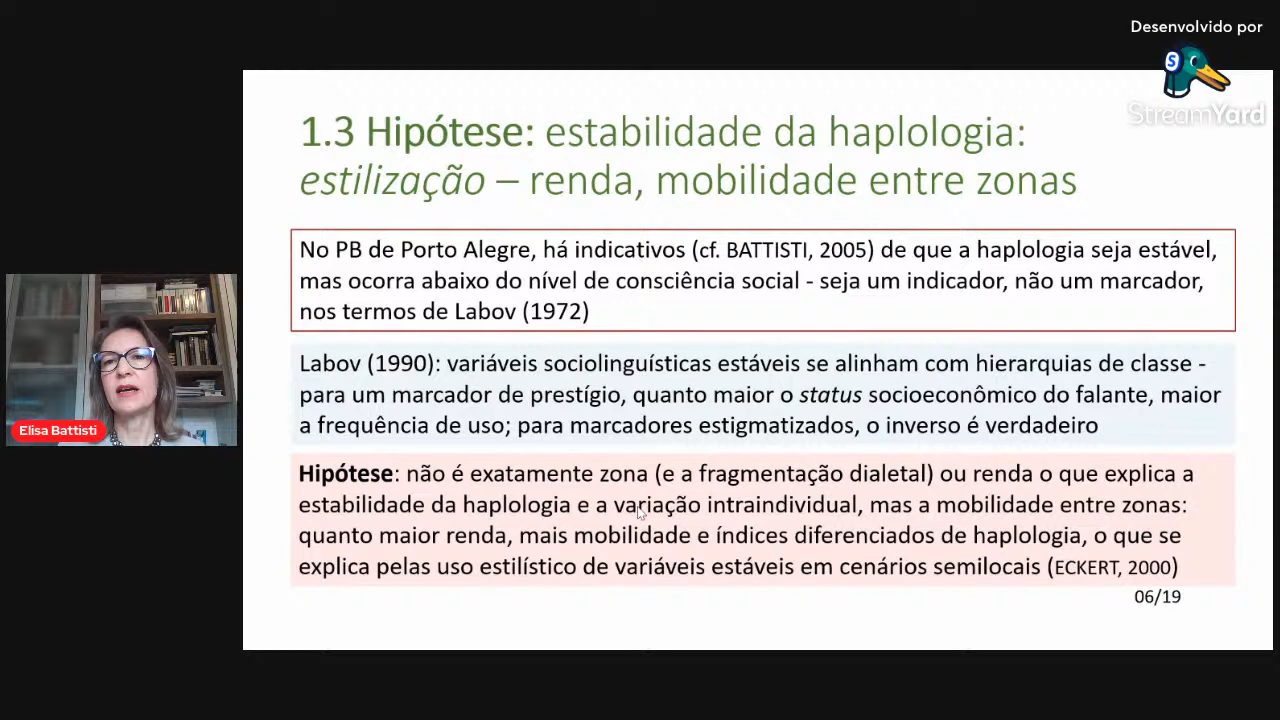 Desenvolvido por
StreamYard
1.3 Hipótese: estabilidade da haplologia:
estilização – renda, mobilidade entre zonas
No PB de Porto Alegre, há indicativos (cf. BATTISTI, 2005) de que a haplologia seja estável,
mas ocorra abaixo do nível de consciência social - seja um indicador, não um marcador,
nos termos de Labov (1972)
Labov (1990): variáveis sociolinguísticas estáveis se alinham com hierarquias de classe -
para um marcador de prestígio, quanto maior o status socioeconômico do falante, maior
a frequência de uso; para marcadores estigmatizados, o inverso é verdadeiro
Hipótese: não é exatamente zona (e a fragmentação dialetal) ou renda o que explica a
estabilidade da haplologia e a variação intraindividual, mas a mobilidade entre zonas:
quanto maior renda, mais mobilidade e índices diferenciados de haplologia, o que se
explica pelas uso estilístico de variáveis estáveis em cenários semilocais (ECKERT, 2000)
06/19
Elisa Battisti